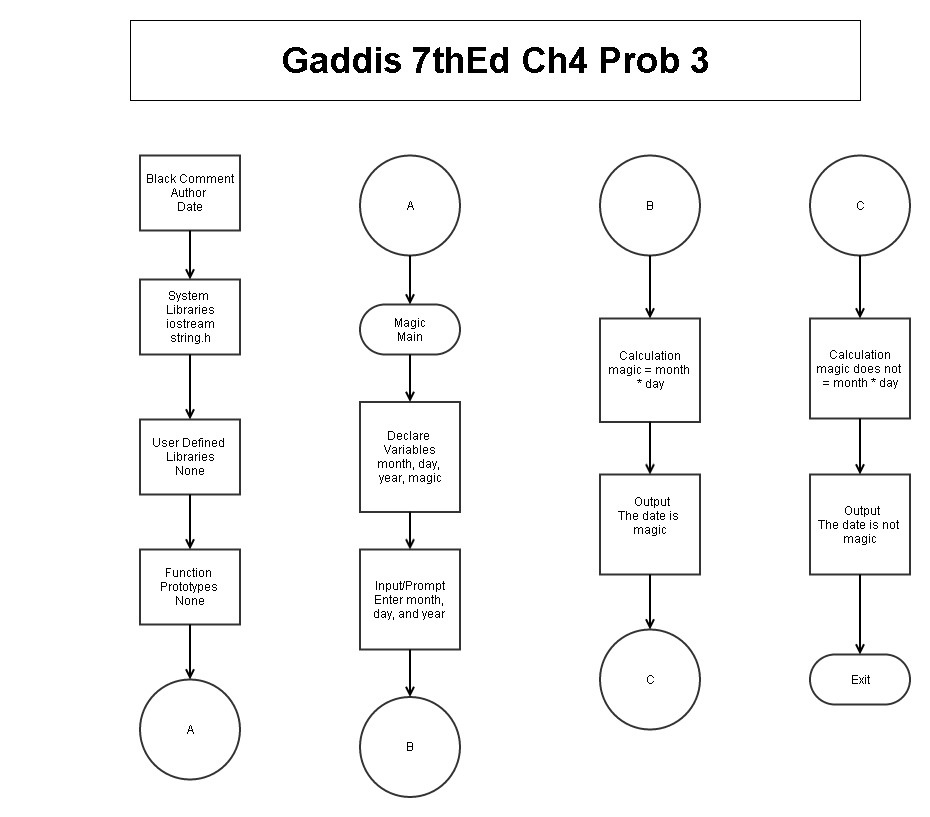 Gaddis 7thEd Ch4 Prob 3
Black Comment
Author
Date
System
Libraries
iostream
string.h
User Defined
Libraries
None
Function
Prototypes
None
A
A
Magic
Main
Declare
Variables
month, day,
year, magic
Input/Prompt
Enter month,
day, and year
B
B
Calculation
magic = month
* day
Output
The date is
magic
C
C
Calculation
magic does not
= month * day
Output
The date is not
magic
Exit